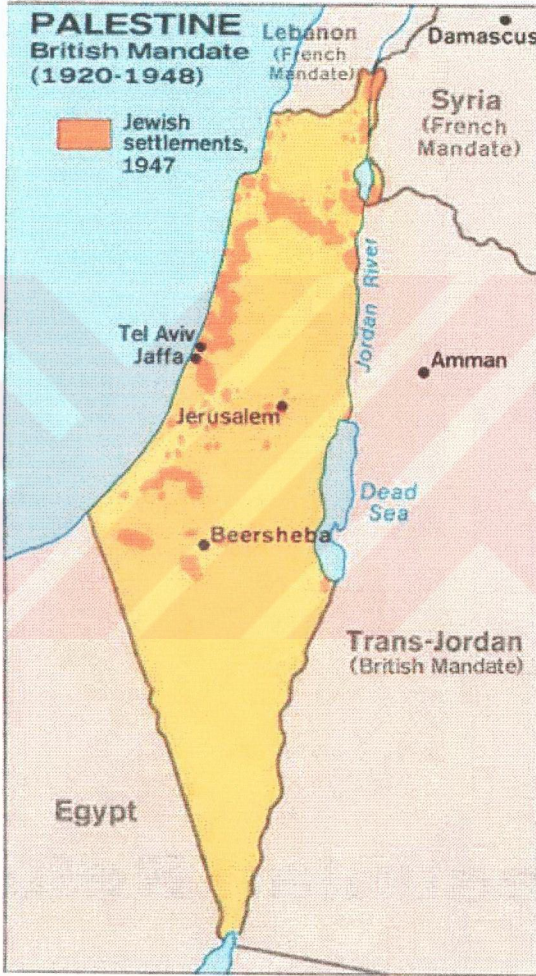 PALESTINE
British Mandate
(1920-1948)
Jewish
settlements,
1947
Lebanon
(French
Mandate)
Damascus
Syria
(French
Mandate)
Jordan River
Tel Aviv
Jaffa
Amman
Jerusalem
Dead
Sea
Beersheba
Trans-Jordan
(British Mandate)
Egypt